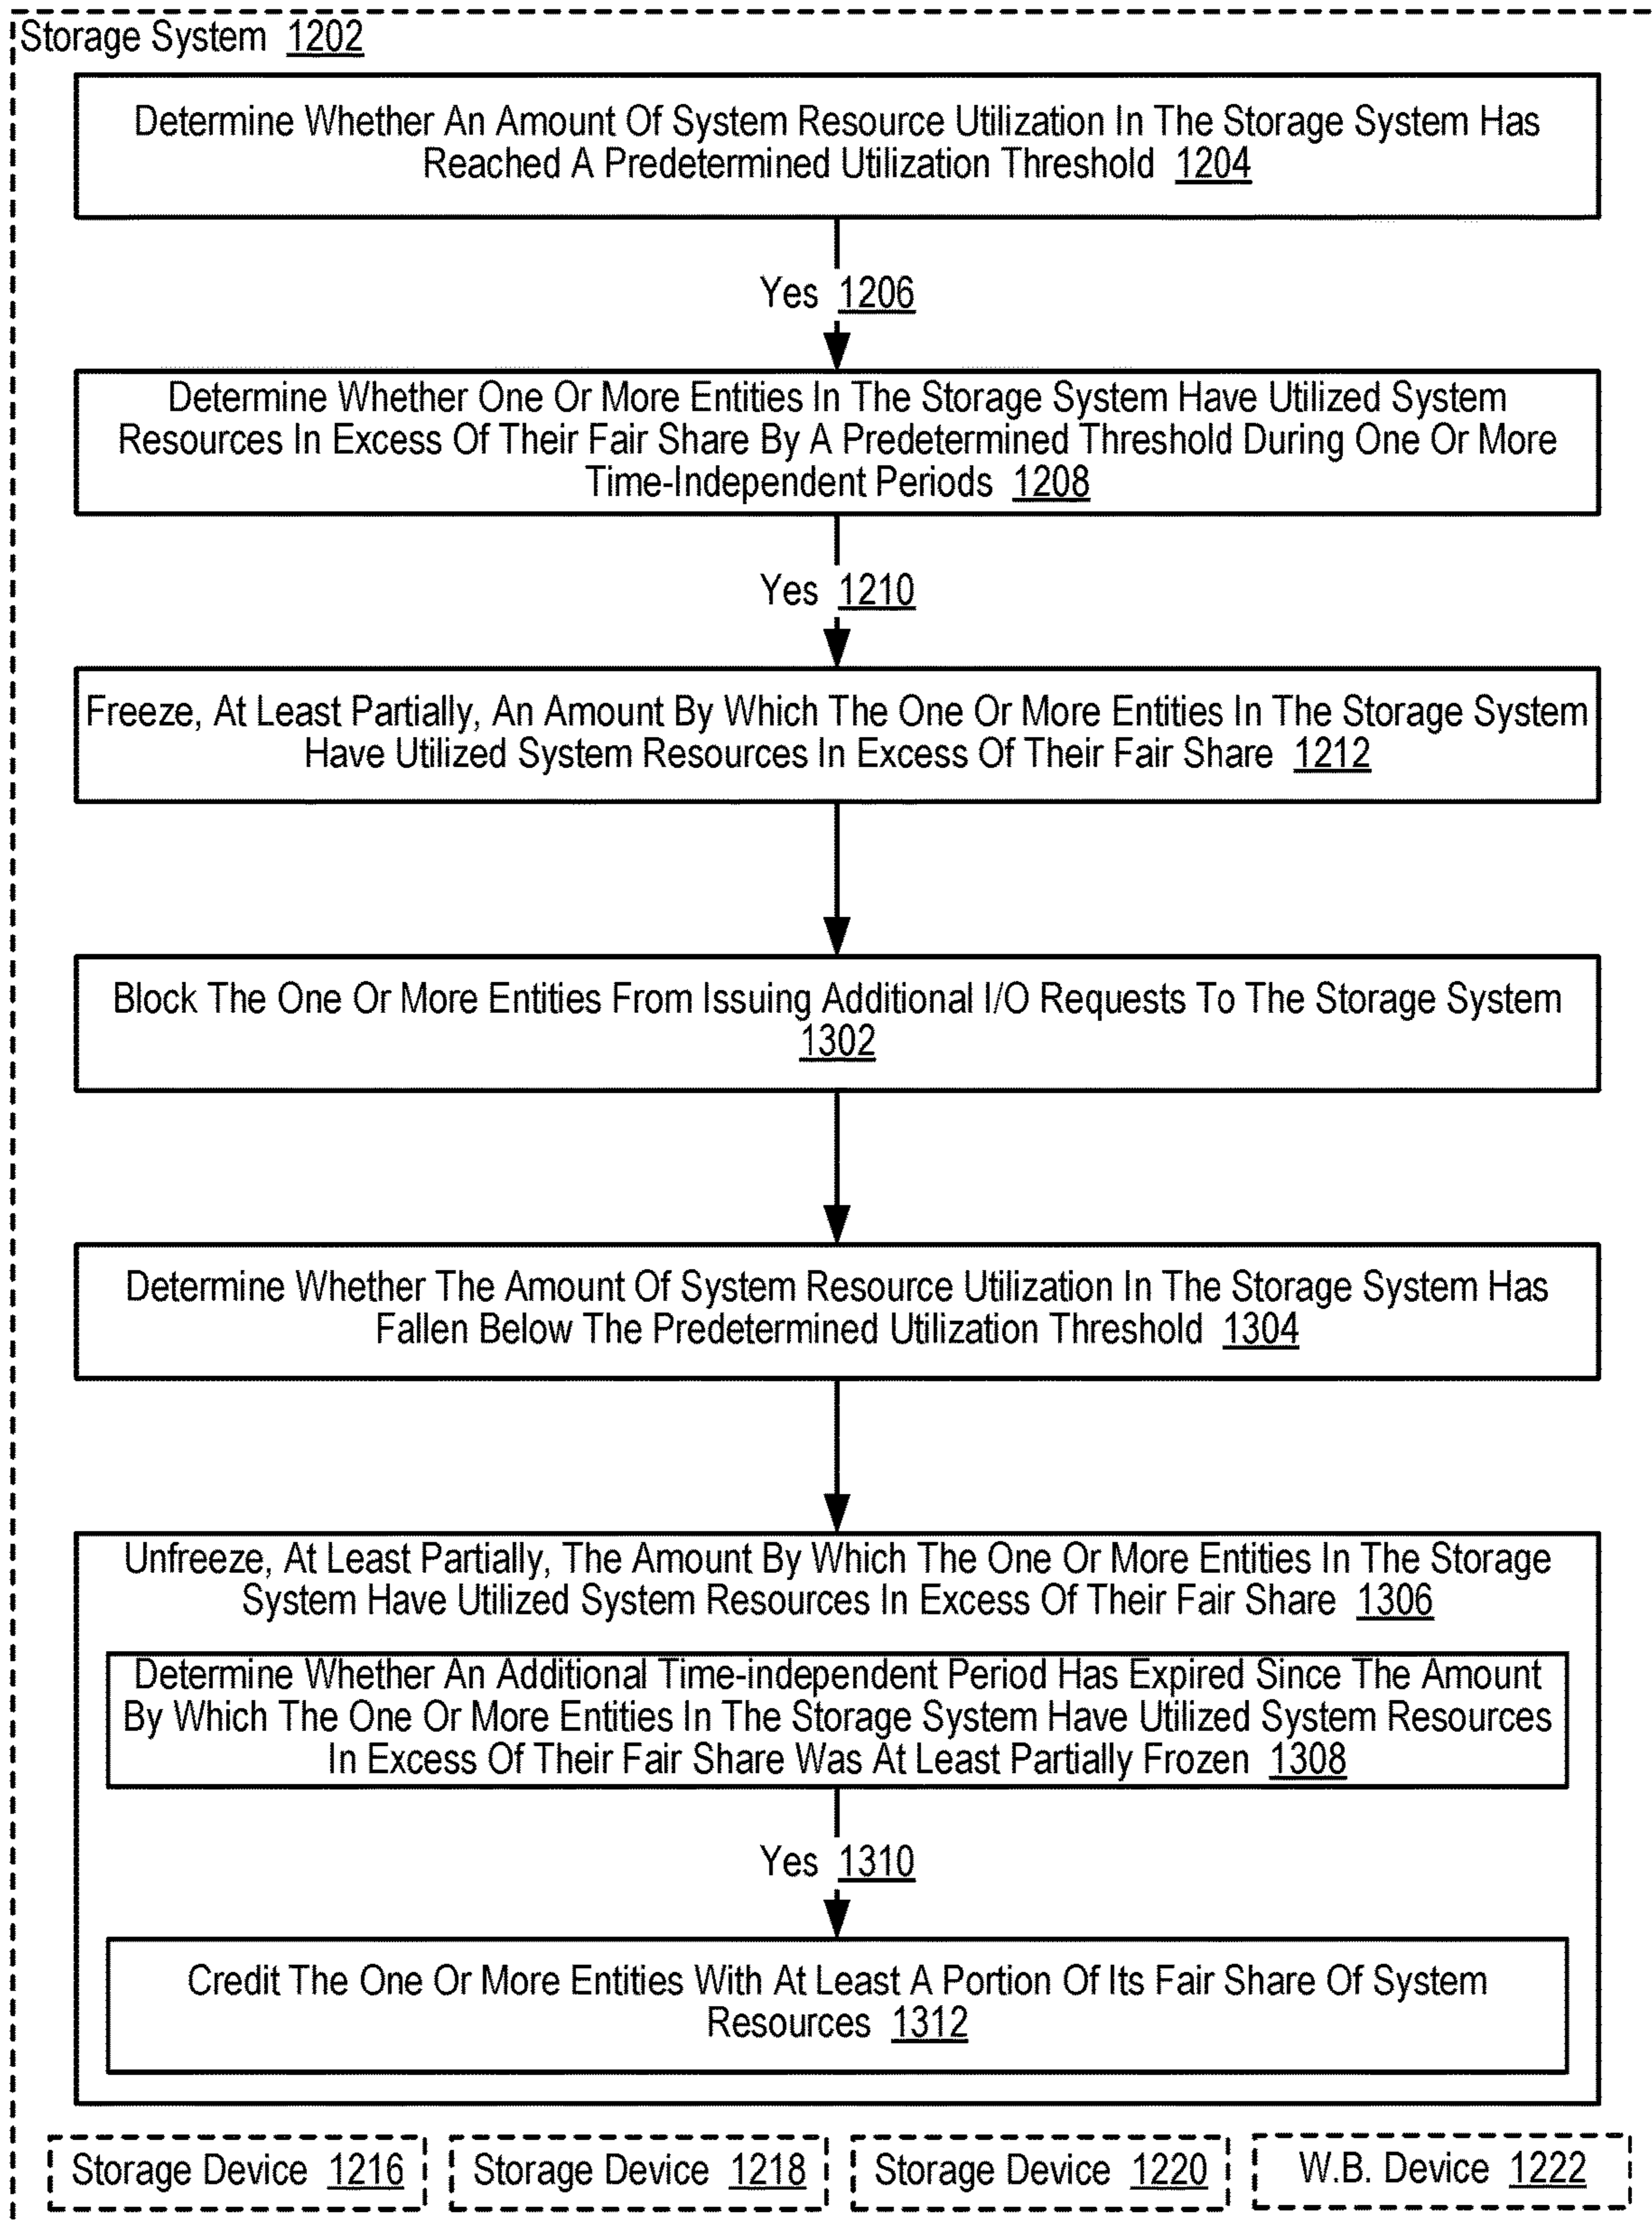 Storage System 1202
Determine Whether An Amount Of System Resource Utilization In The Storage System Has
Reached A Predetermined Utilization Threshold 1204
Yes 1206
Determine Whether One Or More Entities In The Storage System Have Utilized System
Resources In Excess Of Their Fair Share By A Predetermined Threshold During One Or More
Time-Independent Periods 1208
Yes 1210
Freeze, At Least Partially, An Amount By Which The One Or More Entities In The Storage System
Have Utilized System Resources In Excess Of Their Fair Share 1212
Block The One Or More Entities From Issuing Additional I/O Requests To The Storage System
1302
Determine Whether The Amount Of System Resource Utilization In The Storage System Has
Fallen Below The Predetermined Utilization Threshold 1304
Unfreeze, At Least Partially, The Amount By Which The One Or More Entities In The Storage
System Have Utilized System Resources In Excess Of Their Fair Share 1306
Determine Whether An Additional Time-independent Period Has Expired Since The Amount
By Which The One Or More Entities In The Storage System Have Utilized System Resources
In Excess Of Their Fair Share Was At Least Partially Frozen 1308
Yes 1310
Credit The One Or More Entities With At Least A Portion Of Its Fair Share Of System
Resources 1312
Storage Device 1216
Storage Device 1218
Storage Device 1220
W.B. Device 1222